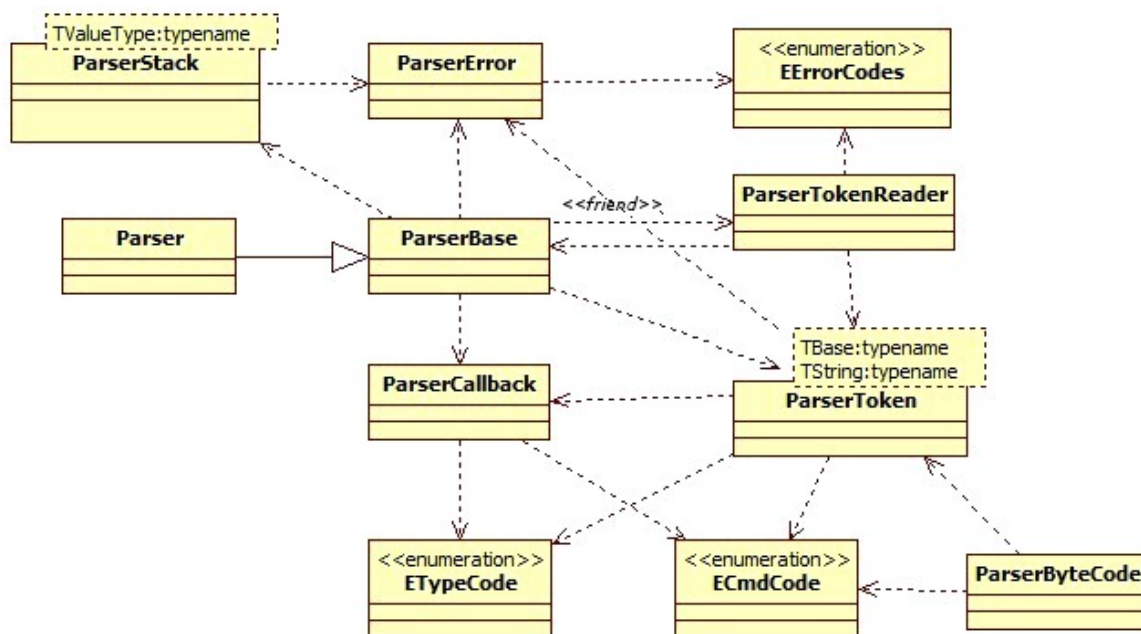 TValueType:typename
ParserStack
ParserError
<<enumeration>>
EErrorCodes
ParserTokenReader
<<friend>>
Parser
ParserBase
TBase:typename
TString:typename
ParserCallback
ParserToken
<<enumeration>>
ETypeCode
<<enumeration>>
ECmdCode
ParserByteCode